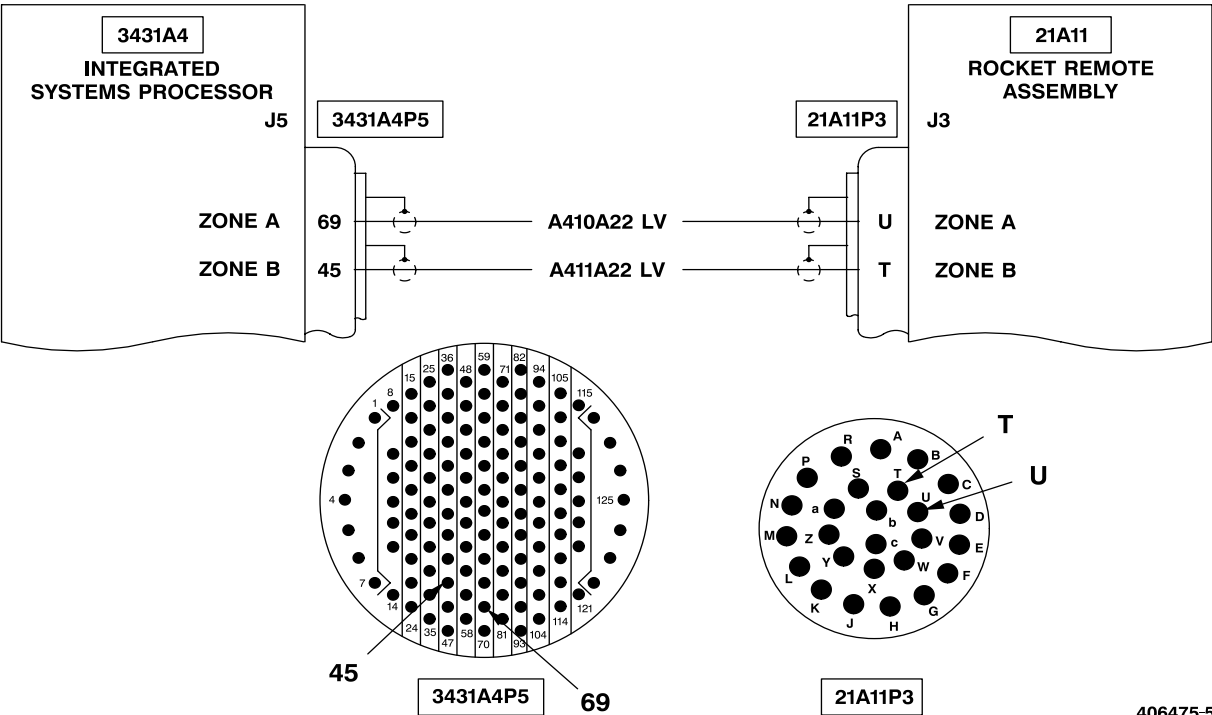 3431A4
INTEGRATED
SYSTEMS PROCESSOR
J5
3431A4P5
21A11
ROCKET REMOTE
ASSEMBLY
21A11P3
J3
ZONE A 69 A410A22 LV U ZONE A
ZONE B 45 A411A22 LV T ZONE B
36 59 82
25 48 71 94
15 105
8 115
1
4 125
7
14 121
24 114
35 58 81 104
47 70 93
45
69
3431A4P5
R A
B
P S T
C
U
N a D
b
M Z c V E
Y W F
L X
K G
J H
T
U
21A11P3
406475-5